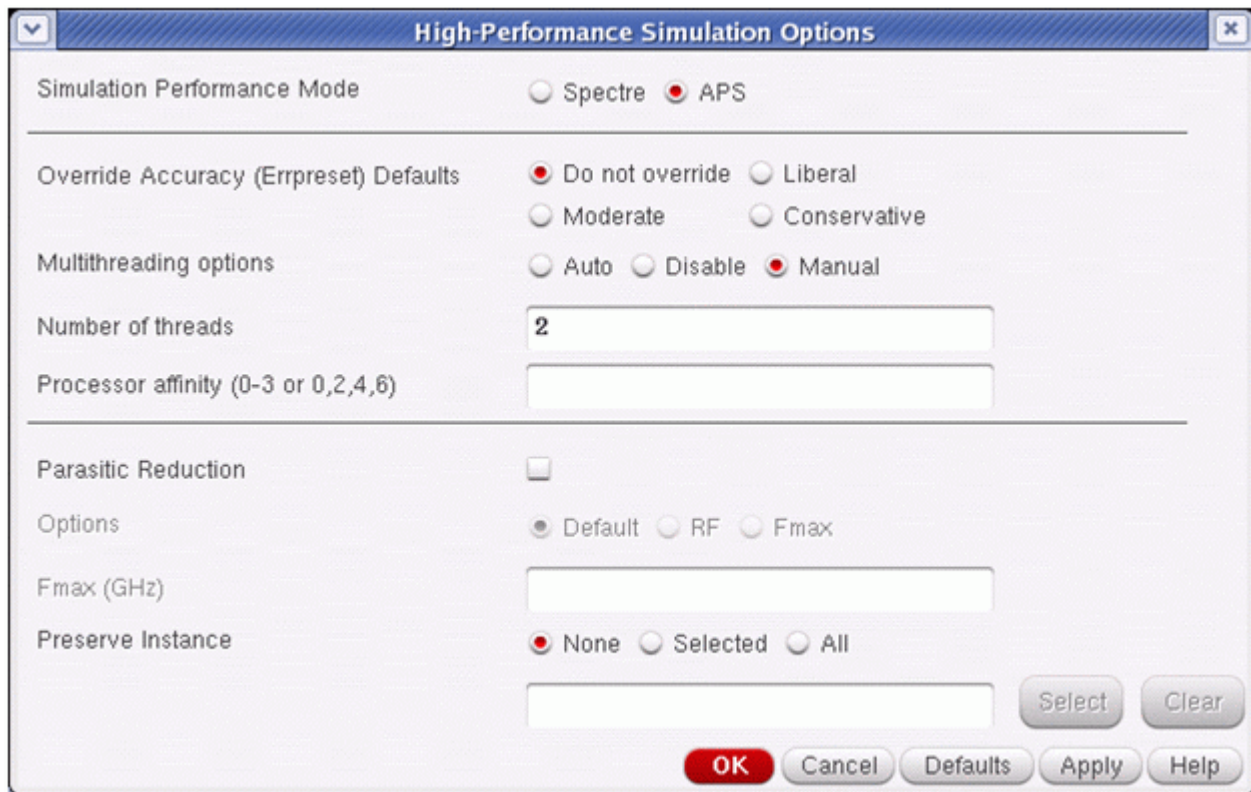 High-Performance Simulation Options
Simulation Performance Mode Spectre APS
Override Accuracy (Errpreset) Defaults Do not override Liberal
Moderate Conservative
Multithreading options Auto Disable Manual
Number of threads 2
Processor affinity (0-3 or 0,2,4,6)
Parasitic Reduction
Options Default RF Fmax
Fmax (GHz)
Preserve Instance None Selected All
Select Clear
OK Cancel Defaults Apply Help